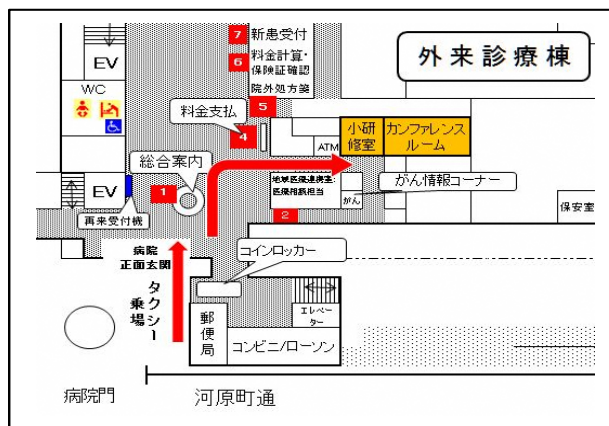 外来診療棟
7
新患受付
6
料金計算・
保険証確認
院外処方箋
EV
WC
料金支払
5
4
ATM
小研
修室
カンファレンス
ルーム
総合案内
1
地域医療連携室・
医療相談担当
がん
がん情報コーナー
EV
2
再来受付機
保安室
病院
正面玄関
コインロッカー
タクシー
乗場
郵便局
エレベ
ーター
コンビニ/ローソン
病院門
河原町通